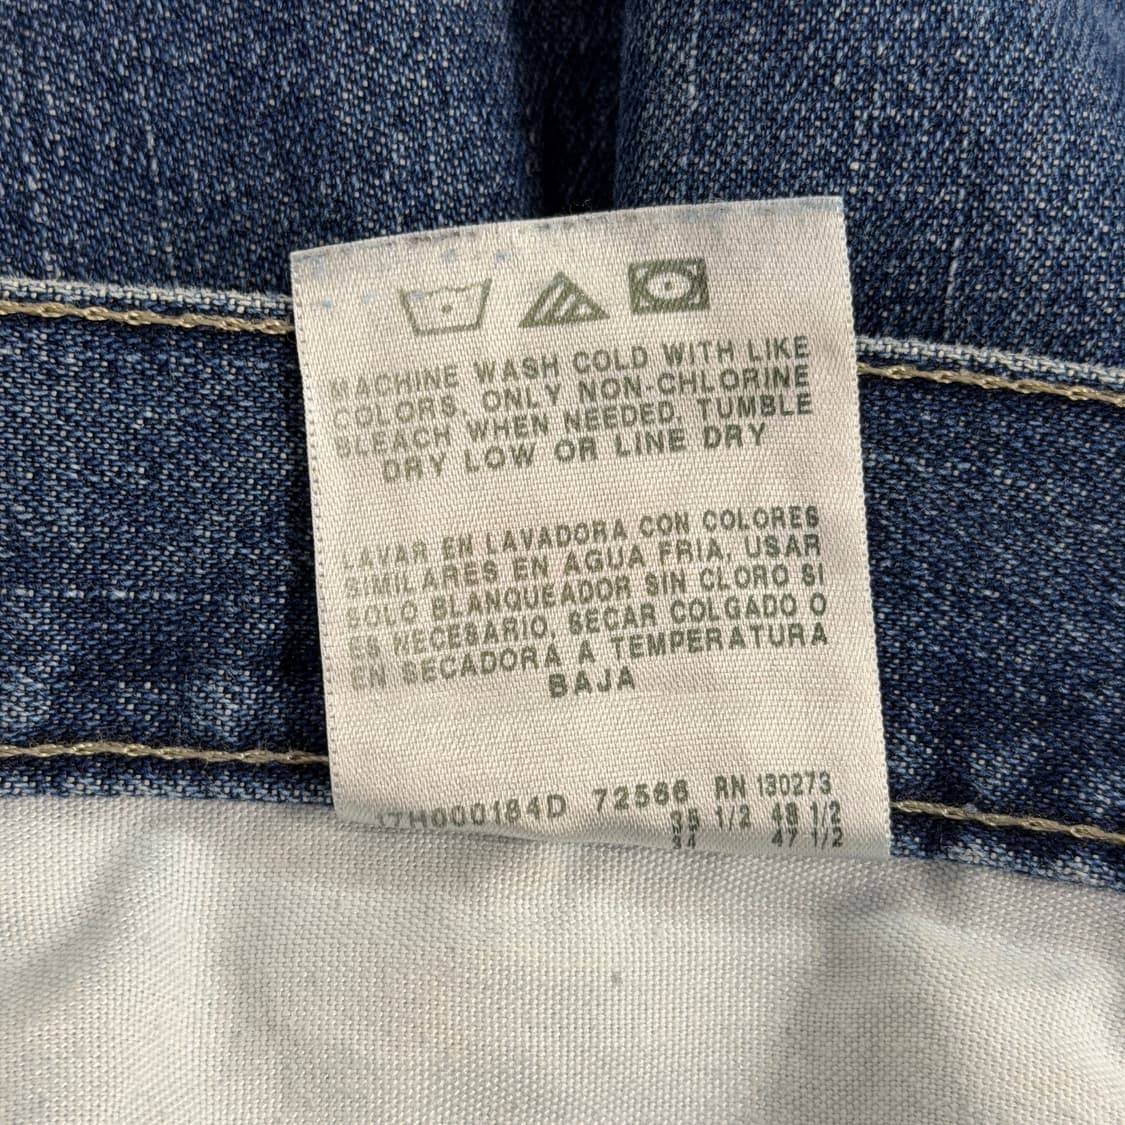 MACHINE WASH COLD WITH LIKE
COLORS, ONLY NON-CHLORINE
BLEACH WHEN NEEDED, TUMBLE
DRY LOW OR LINE DRY
LAVAR EN LAVADORA CON COLORES
SIMILARES EN AGUA FRIA, USAR
SOLO BLANQUEADOR SIN CLORO SI
ES NECESARIO, SECAR COLGADO O
EN SECADORA A TEMPERATURA
BAJA
72566 RN 130273
1/2 48 1/2
34 47 1/2